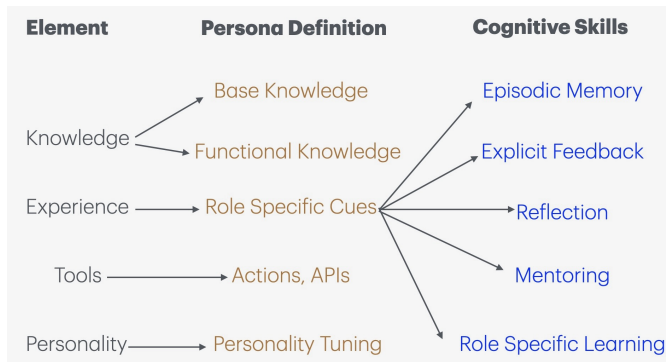 Element
Persona Definition
Cognitive Skills
Base Knowledge
Episodic Memory
Knowledge
Functional Knowledge
Explicit Feedback
Experience
Role Specific Cues
Reflection
Tools
Actions, APIs
Mentoring
Personality
Personality Tuning
Role Specific Learning